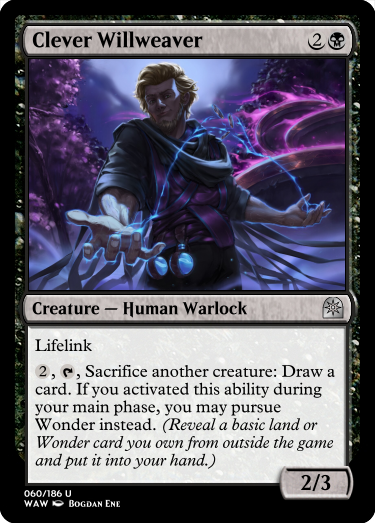 Clever Willweaver 2
Creature — Human Warlock
Lifelink
2, , Sacrifice another creature: Draw a
card. If you activated this ability during
your main phase, you may pursue
Wonder instead. (Reveal a basic land or
Wonder card you own from outside the game
and put it into your hand.)
2/3
060/186 U
WAW Bogdan Ene